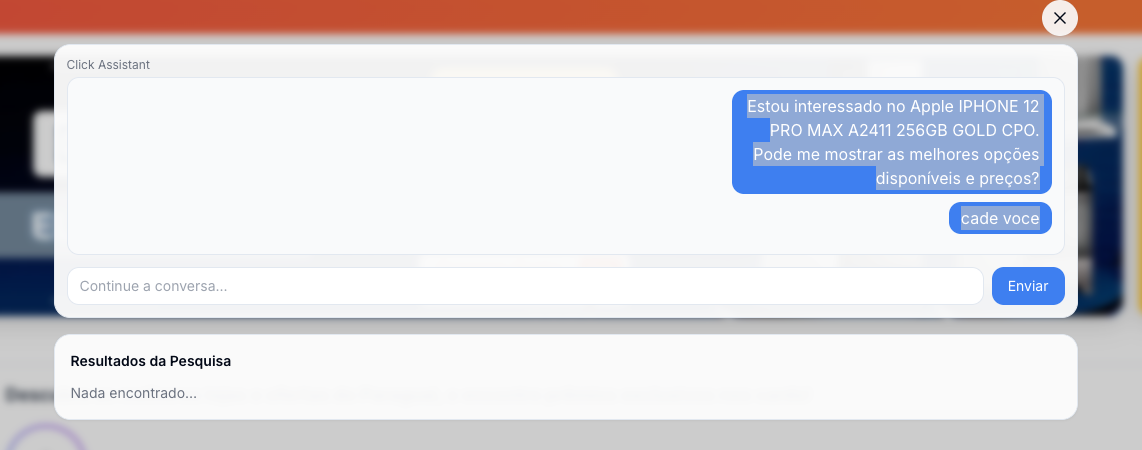 Click Assistant
Estou interessado no Apple IPHONE 12
PRO MAX A2411 256GB GOLD CPO.
Pode me mostrar as melhores opções
disponíveis e preços?
cade voce
Continue a conversa...
Enviar
Resultados da Pesquisa
Nada encontrado...